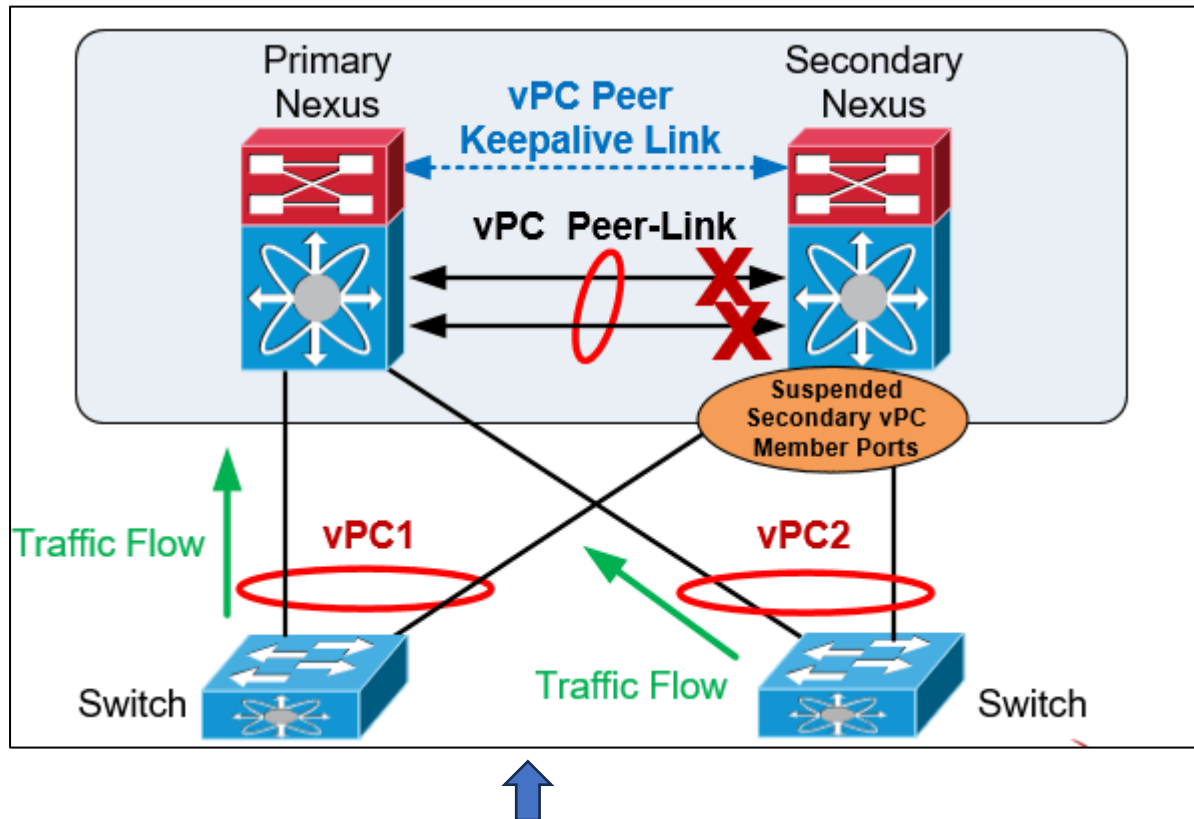 Primary
Nexus
Secondary
Nexus
vPC Peer
Keepalive Link
vPC Peer-Link
X
X
Suspended
Secondary vPC
Member Ports
Traffic Flow
vPC1
vPC2
Traffic Flow
Switch
Switch